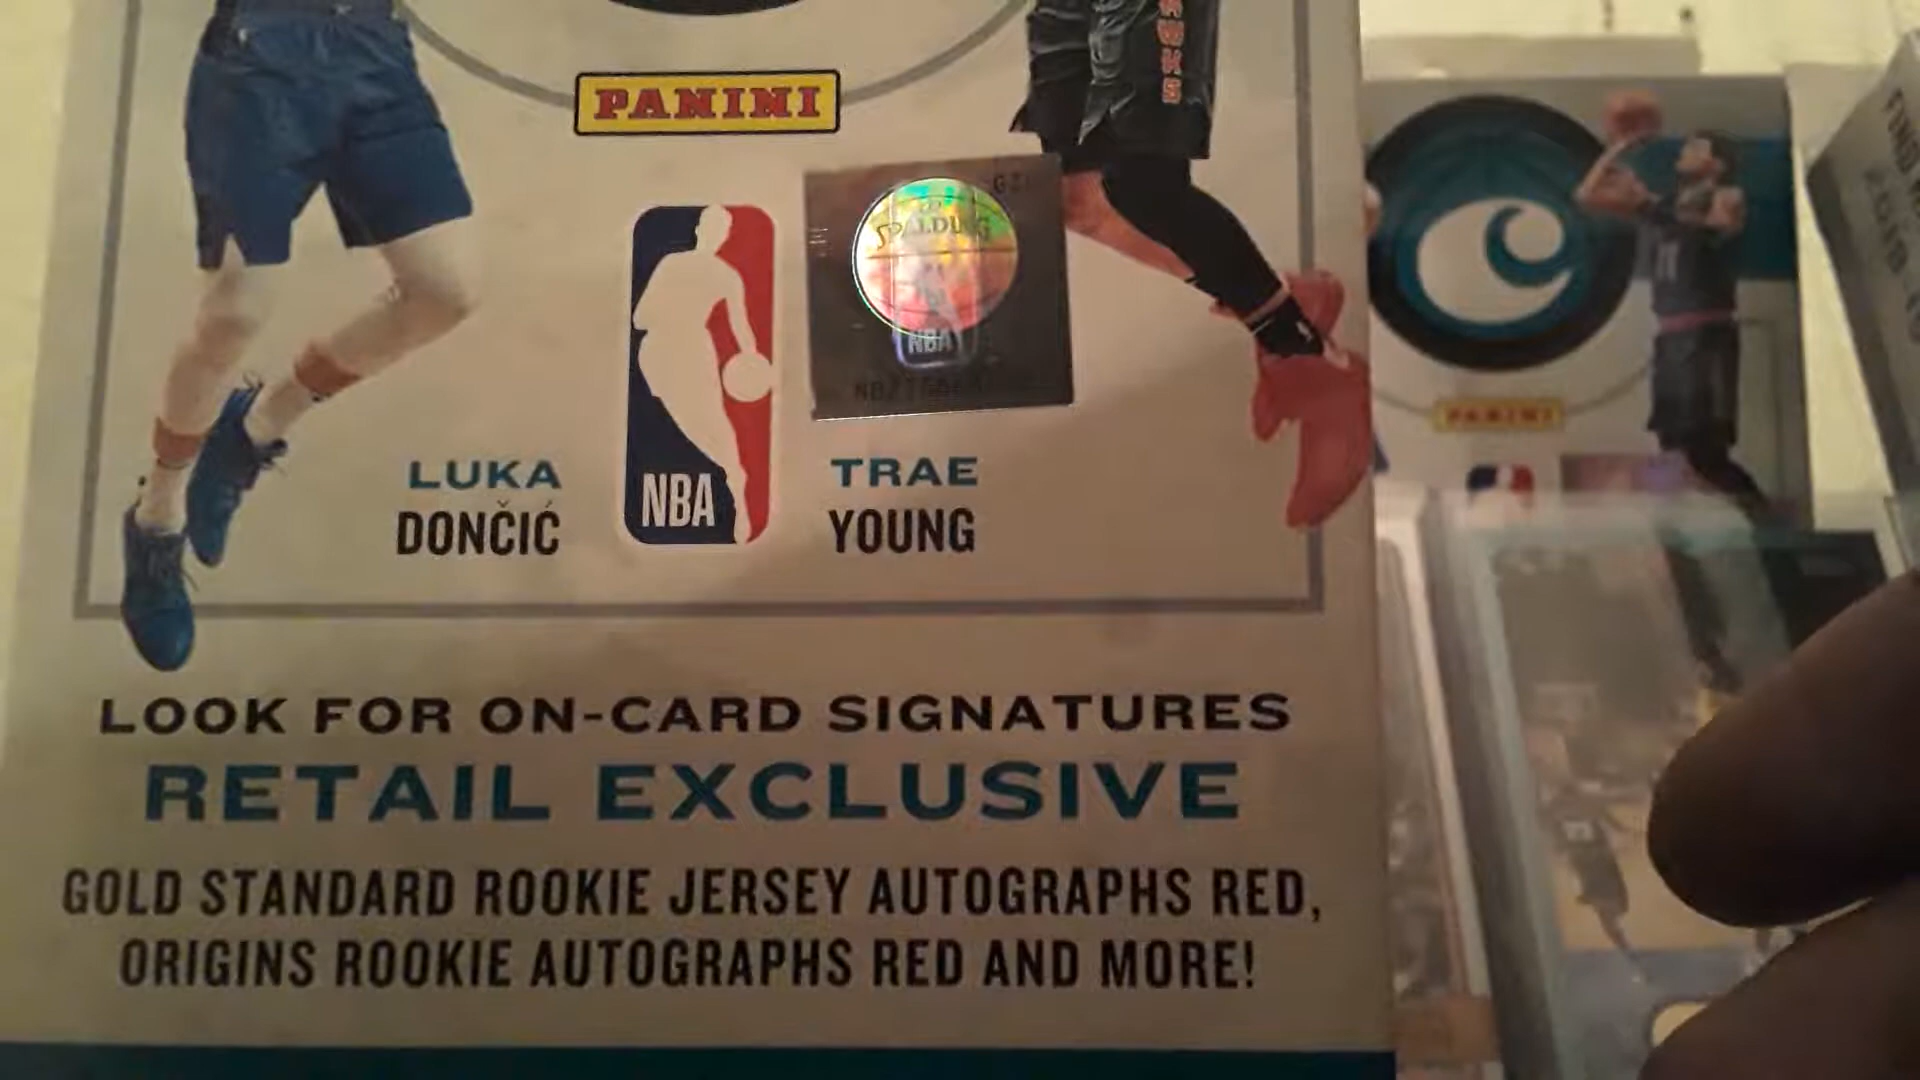 HAWKS
PANINI
SPALDING
NBA
NBA
LUKA
DONČIĆ
TRAE
YOUNG
PANINI
LOOK FOR ON-CARD SIGNATURES
RETAIL EXCLUSIVE
GOLD STANDARD ROOKIE JERSEY AUTOGRAPHS RED,
ORIGINS ROOKIE AUTOGRAPHS RED AND MORE!